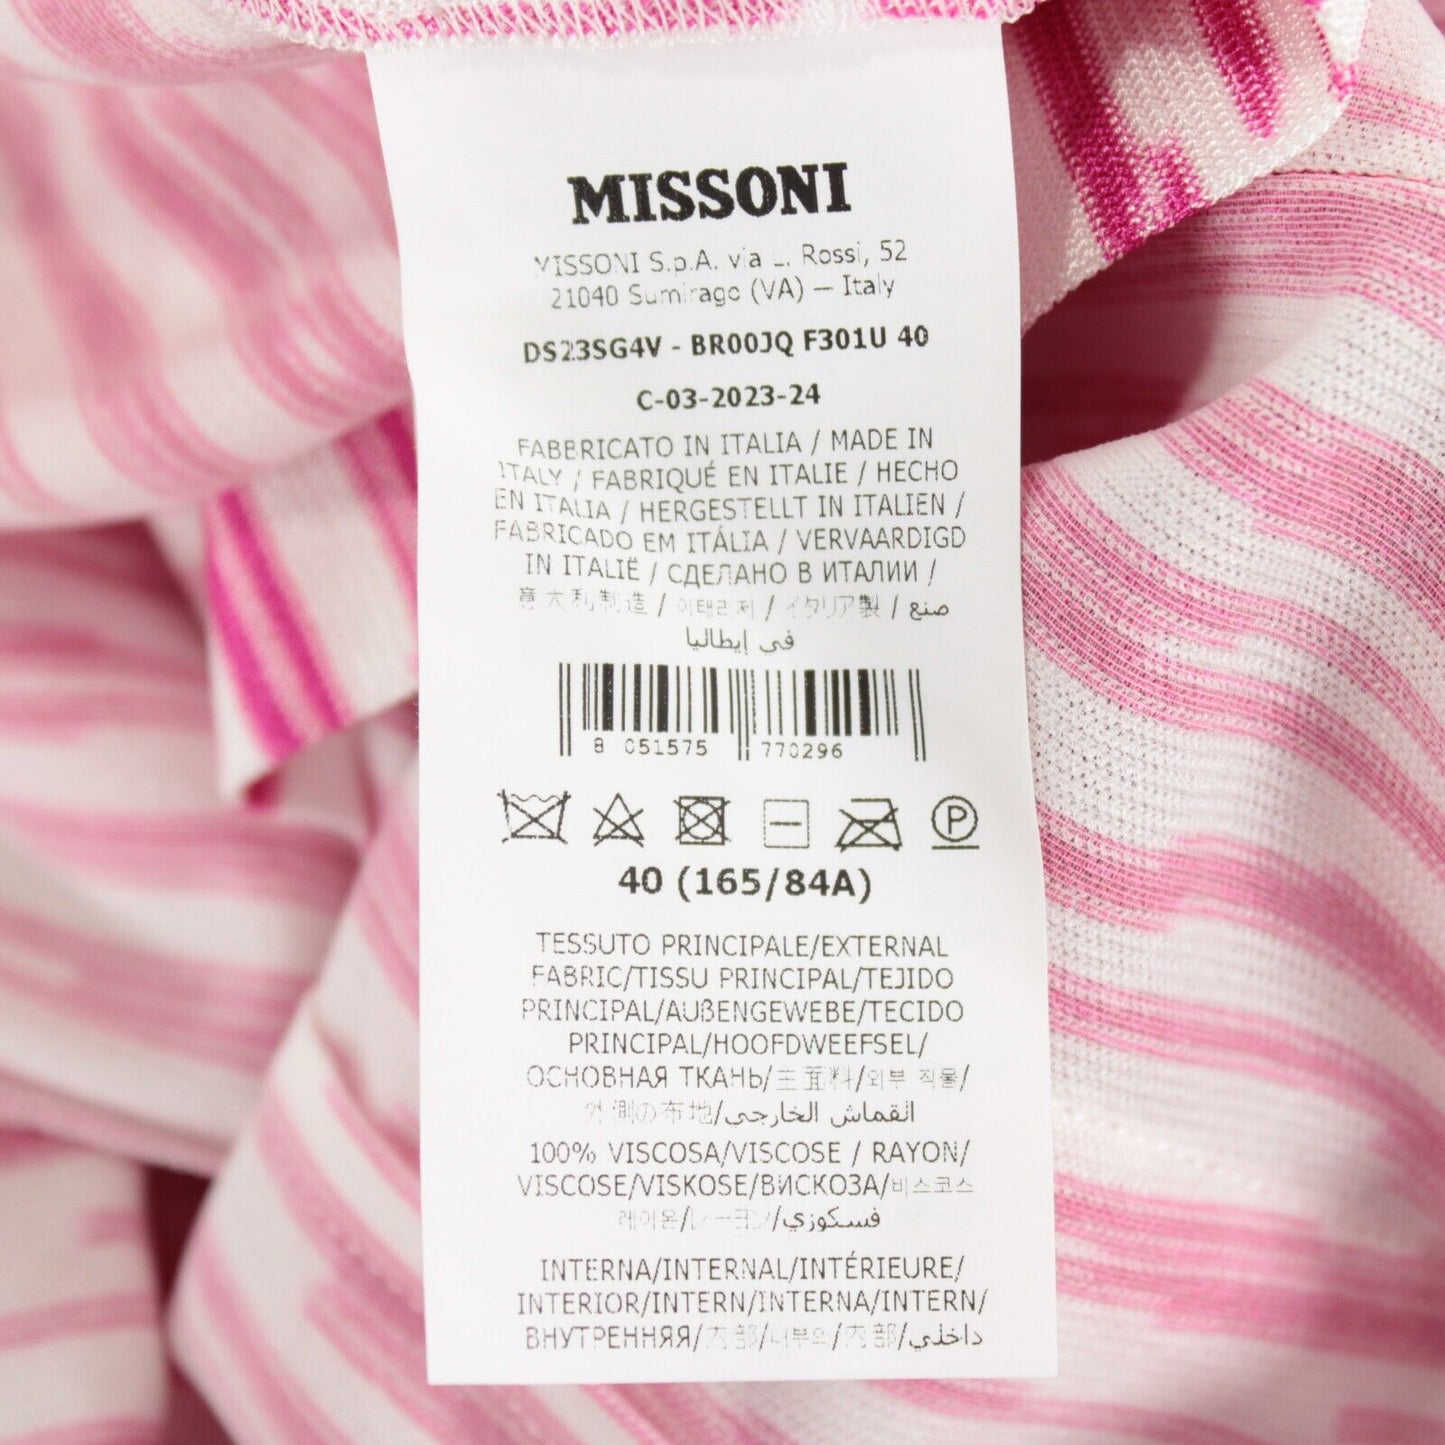 MISSONI
MISSONI S.p.A. via L. Rossi, 52
21040 Sumirago (VA) — Italy
DS23SG4V - BR00JQ F301U 40
C-03-2023-24
FABBRICATO IN ITALIA / MADE IN
ITALY / FABRIQUÉ EN ITALIE / HECHO
EN ITALIA / HERGESTELLT IN ITALIEN /
FABRICADO EM ITÁLIA / VERVAARDIGD
IN ITALIË / СДЕЛАНО В ИТАЛИИ /
意大利制造 / 이태리제 / イタリア製 / صنع
في إيطاليا
8 051575 770296
P
40 (165/84A)
TESSUTO PRINCIPALE/EXTERNAL
FABRIC/TISSU PRINCIPAL/TEJIDO
PRINCIPAL/AUßENGEWEBE/TECIDO
PRINCIPAL/HOOFDWEEFSEL/
ОСНОВНАЯ ТКАНЬ/主面料/외부 직물/
外側の布地/انقماش الخارجي
100% VISCOSA/VISCOSE / RAYON/
VISCOSE/VISKOSE/ВИСКОЗА/비스코스
레이온/レーヨン/فسكوزي
INTERNA/INTERNAL/INTÉRIEURE/
INTERIOR/INTERN/INTERNA/INTERN/
ВНУТРЕННЯЯ/内部/내부의/内部/داخلي